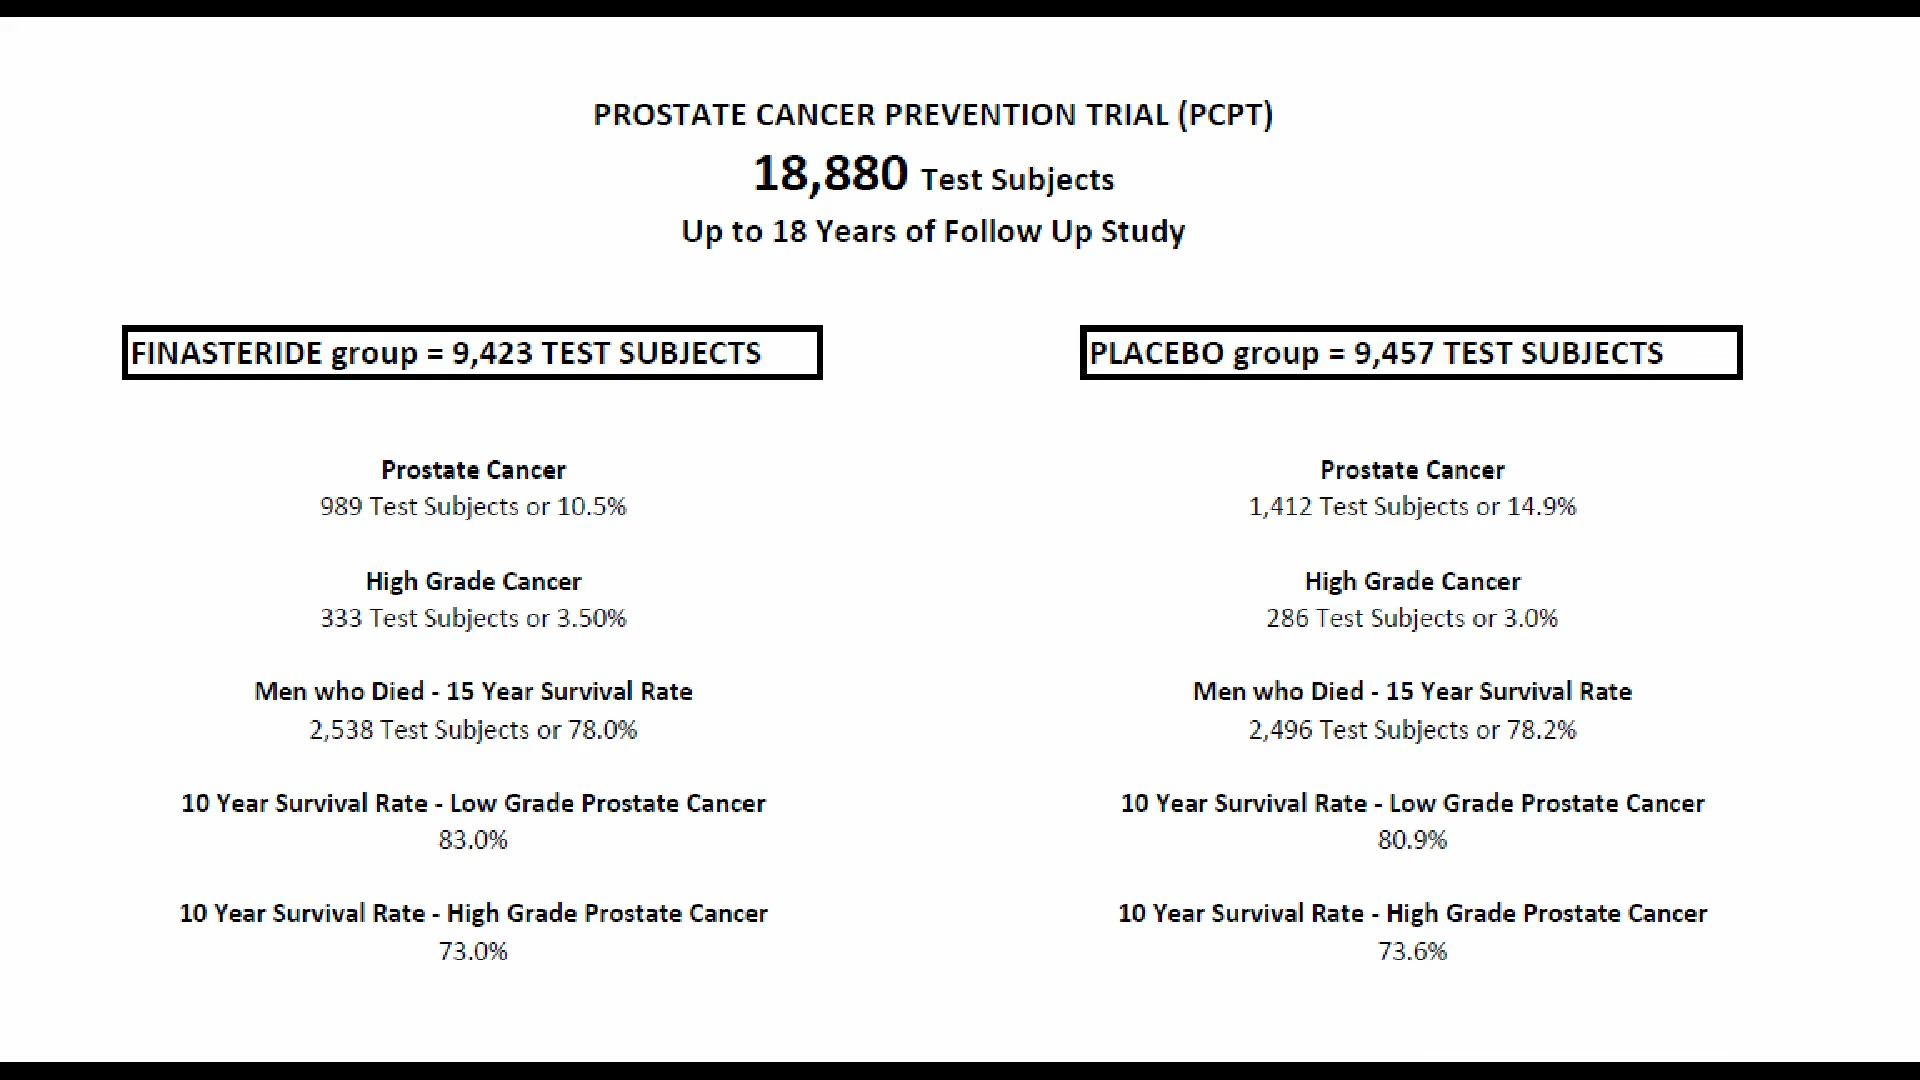 PROSTATE CANCER PREVENTION TRIAL (PCPT)
18,880 Test Subjects
Up to 18 Years of Follow Up Study
FINASTERIDE group = 9,423 TEST SUBJECTS
Prostate Cancer
989 Test Subjects or 10.5%
High Grade Cancer
333 Test Subjects or 3.50%
Men who Died - 15 Year Survival Rate
2,538 Test Subjects or 78.0%
10 Year Survival Rate - Low Grade Prostate Cancer
83.0%
10 Year Survival Rate - High Grade Prostate Cancer
73.0%
PLACEBO group = 9,457 TEST SUBJECTS
Prostate Cancer
1,412 Test Subjects or 14.9%
High Grade Cancer
286 Test Subjects or 3.0%
Men who Died - 15 Year Survival Rate
2,496 Test Subjects or 78.2%
10 Year Survival Rate - Low Grade Prostate Cancer
80.9%
10 Year Survival Rate - High Grade Prostate Cancer
73.6%